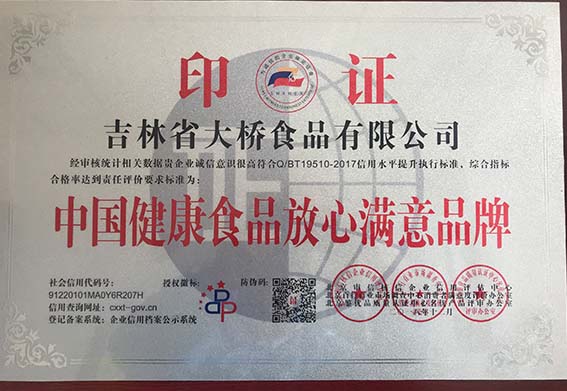 印 证
吉林省大桥食品有限公司
经审核统计相关数据贵企业诚信意识很高符合Q/BT19510-2017信用水平提升执行标准，综合指标
合格率达到责任评价要求标准为：
中国健康食品放心满意品牌
社会信用代码号： 授权徽标： 防伪码：
91220101MA0Y6R207H
信用查询网址：cxxt-gov.cn
登记备案系统：企业信用档案公示系统